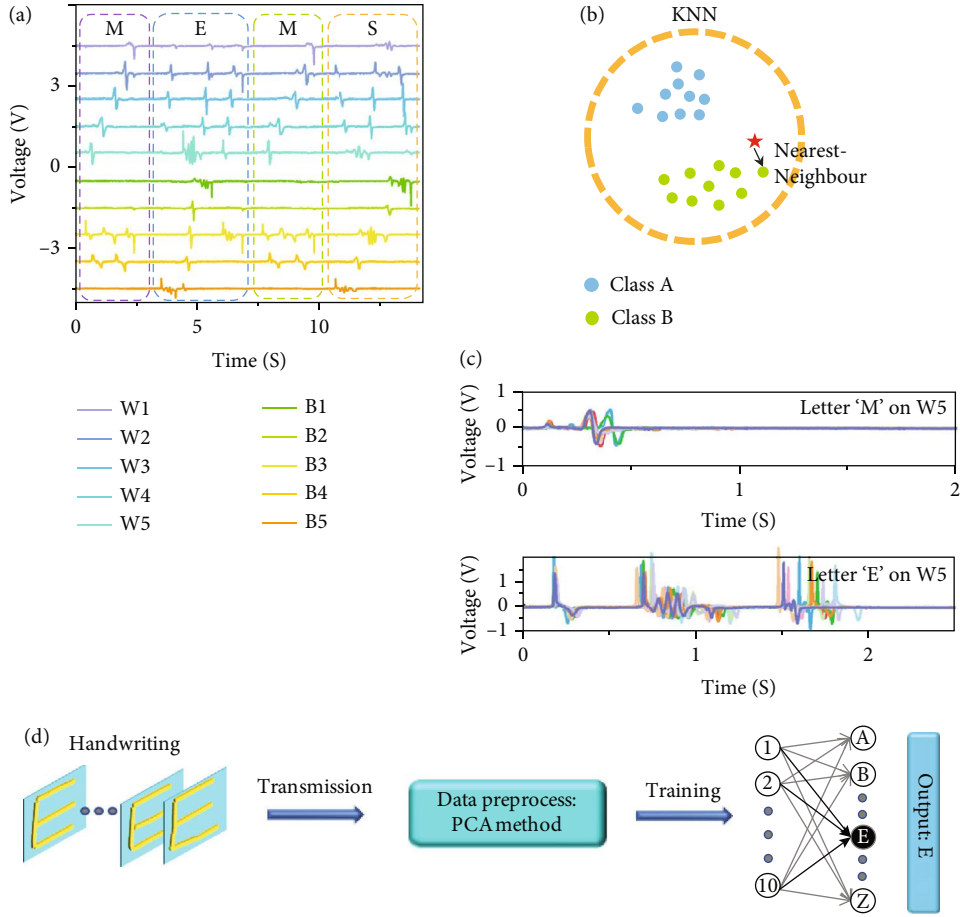 (a)
M E M S
3
0
−3
Voltage (V)
0 5 10
Time (S)
W1 B1
W2 B2
W3 B3
W4 B4
W5 B5
(b)
KNN
Nearest-
Neighbour
Class A
Class B
(c)
1
0
−1
Voltage (V)
Letter ‘M’ on W5
0 1 2
Time (S)
1
0
−1
Voltage (V)
Letter ‘E’ on W5
0 1 2
Time (S)
(d)
Handwriting
Transmission
Data preprocess:
PCA method
Training
1
2
10
A
B
E
Z
Output: E